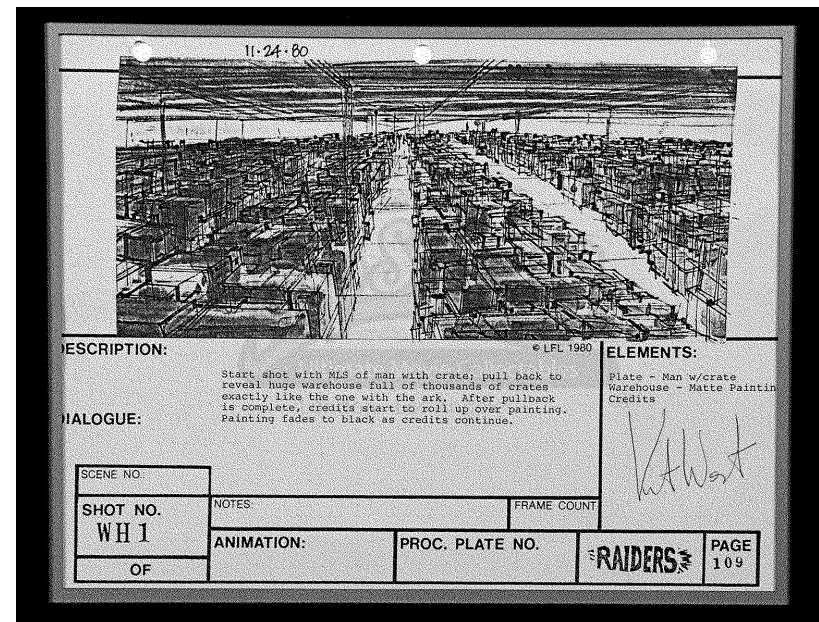 11·24·80
© LFL 1980
DESCRIPTION:
Start shot with MLS of man with crate; pull back to
reveal huge warehouse full of thousands of crates
exactly like the one with the ark. After pullback
is complete, credits start to roll up over painting.
Painting fades to black as credits continue.
DIALOGUE:
ELEMENTS:
Plate - Man w/crate
Warehouse - Matte Paintin
Credits
SCENE NO.:
SHOT NO.
WH1
OF
NOTES:
FRAME COUNT
ANIMATION:
PROC. PLATE NO.
RAIDERS
PAGE
109